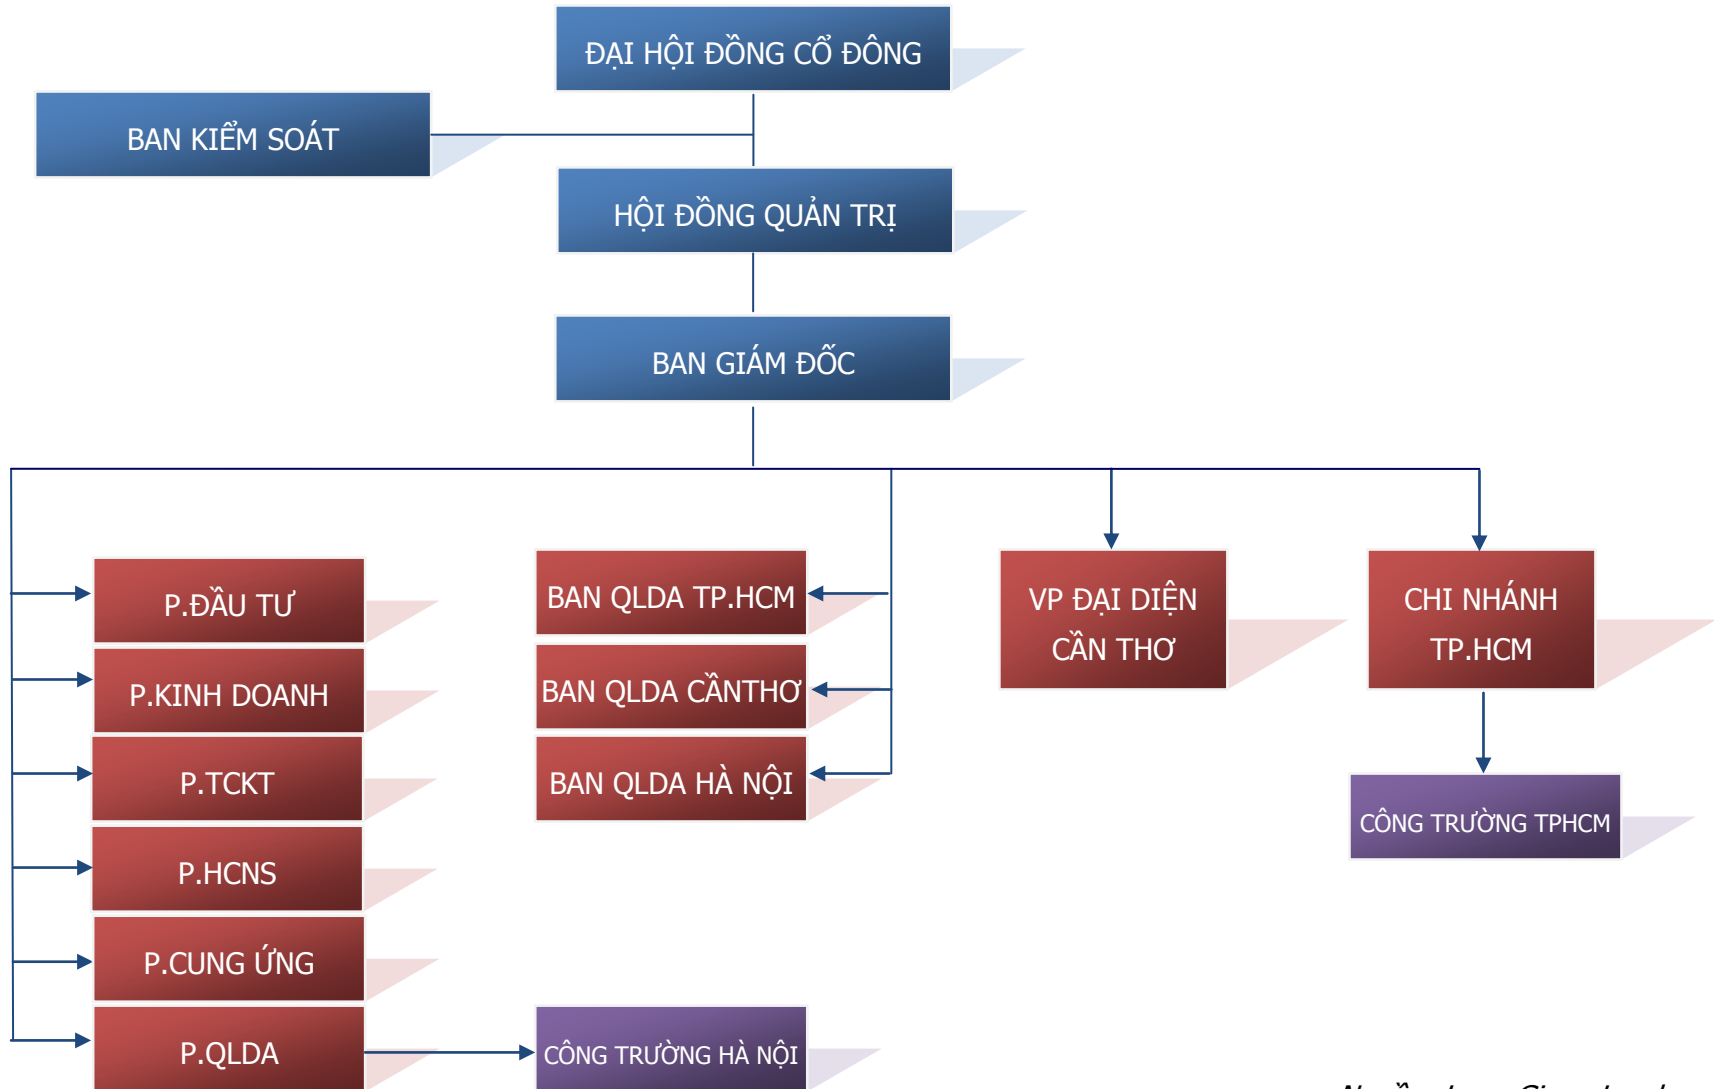 ĐẠI HỘI ĐỒNG CỔ ĐÔNG
BAN KIỂM SOÁT
HỘI ĐỒNG QUẢN TRỊ
BAN GIÁM ĐỐC
P.ĐẦU TƯ
P.KINH DOANH
P.TCKT
P.HCNS
P.CUNG ỨNG
P.QLDA
BAN QLDA TP.HCM
BAN QLDA CẦNTHƠ
BAN QLDA HÀ NỘI
CÔNG TRƯỜNG HÀ NỘI
VP ĐẠI DIỆN
CẦN THƠ
CHI NHÁNH
TP.HCM
CÔNG TRƯỜNG TPHCM